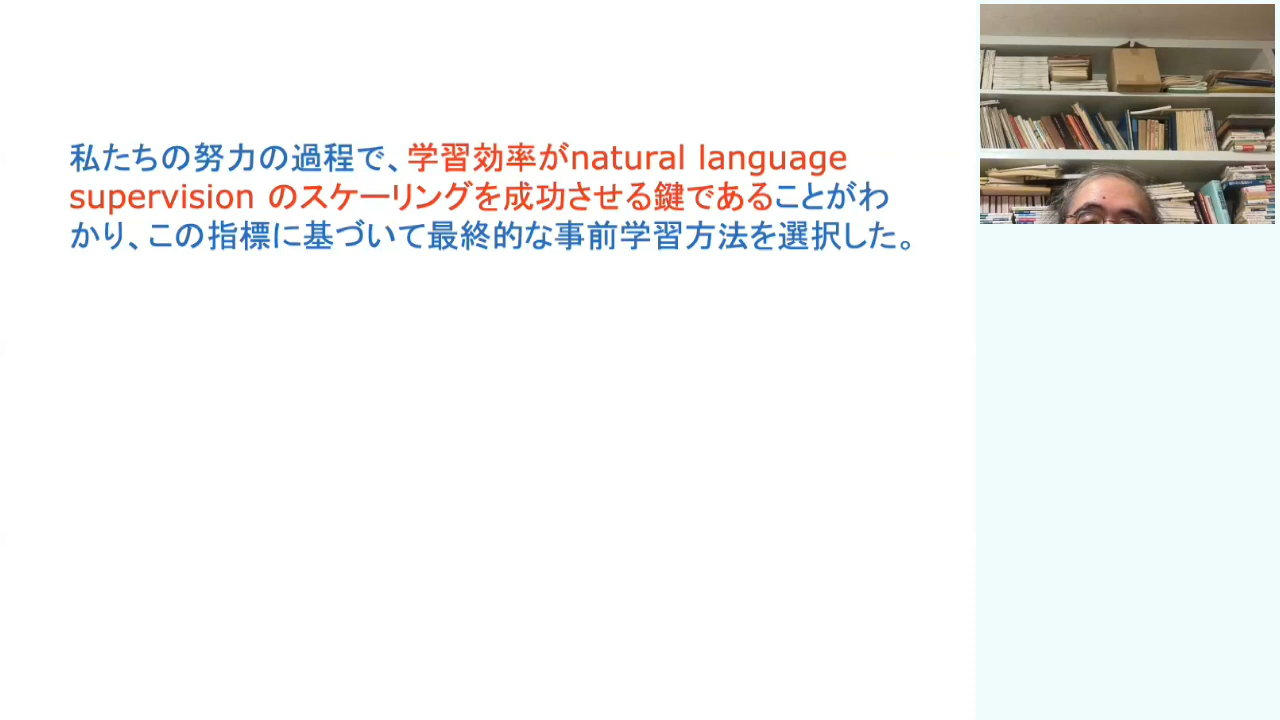 私たちの努力の過程で、学習効率がnatural language
supervision のスケーリングを成功させる鍵であることがわ
かり、この指標に基づいて最終的な事前学習方法を選択した。